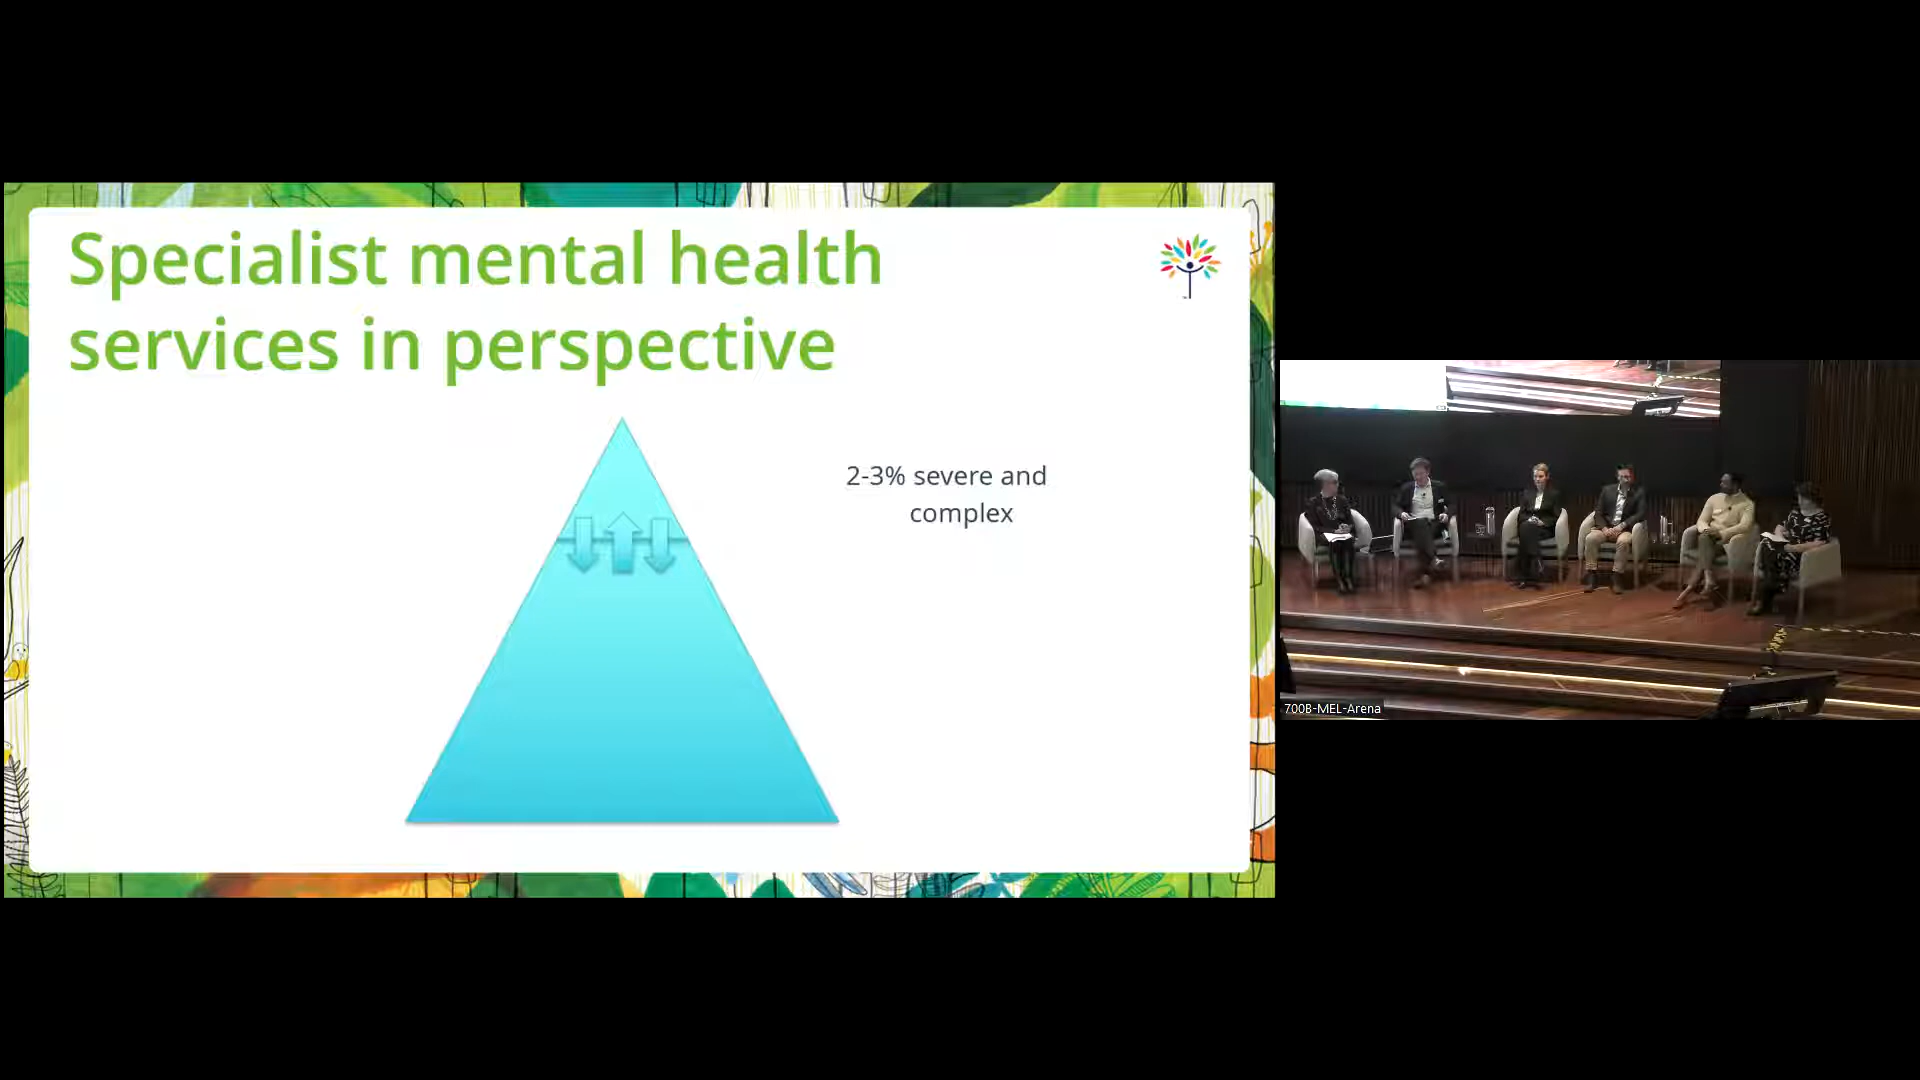 Specialist mental health
services in perspective
2-3% severe and
complex
700B-MEL-Arena